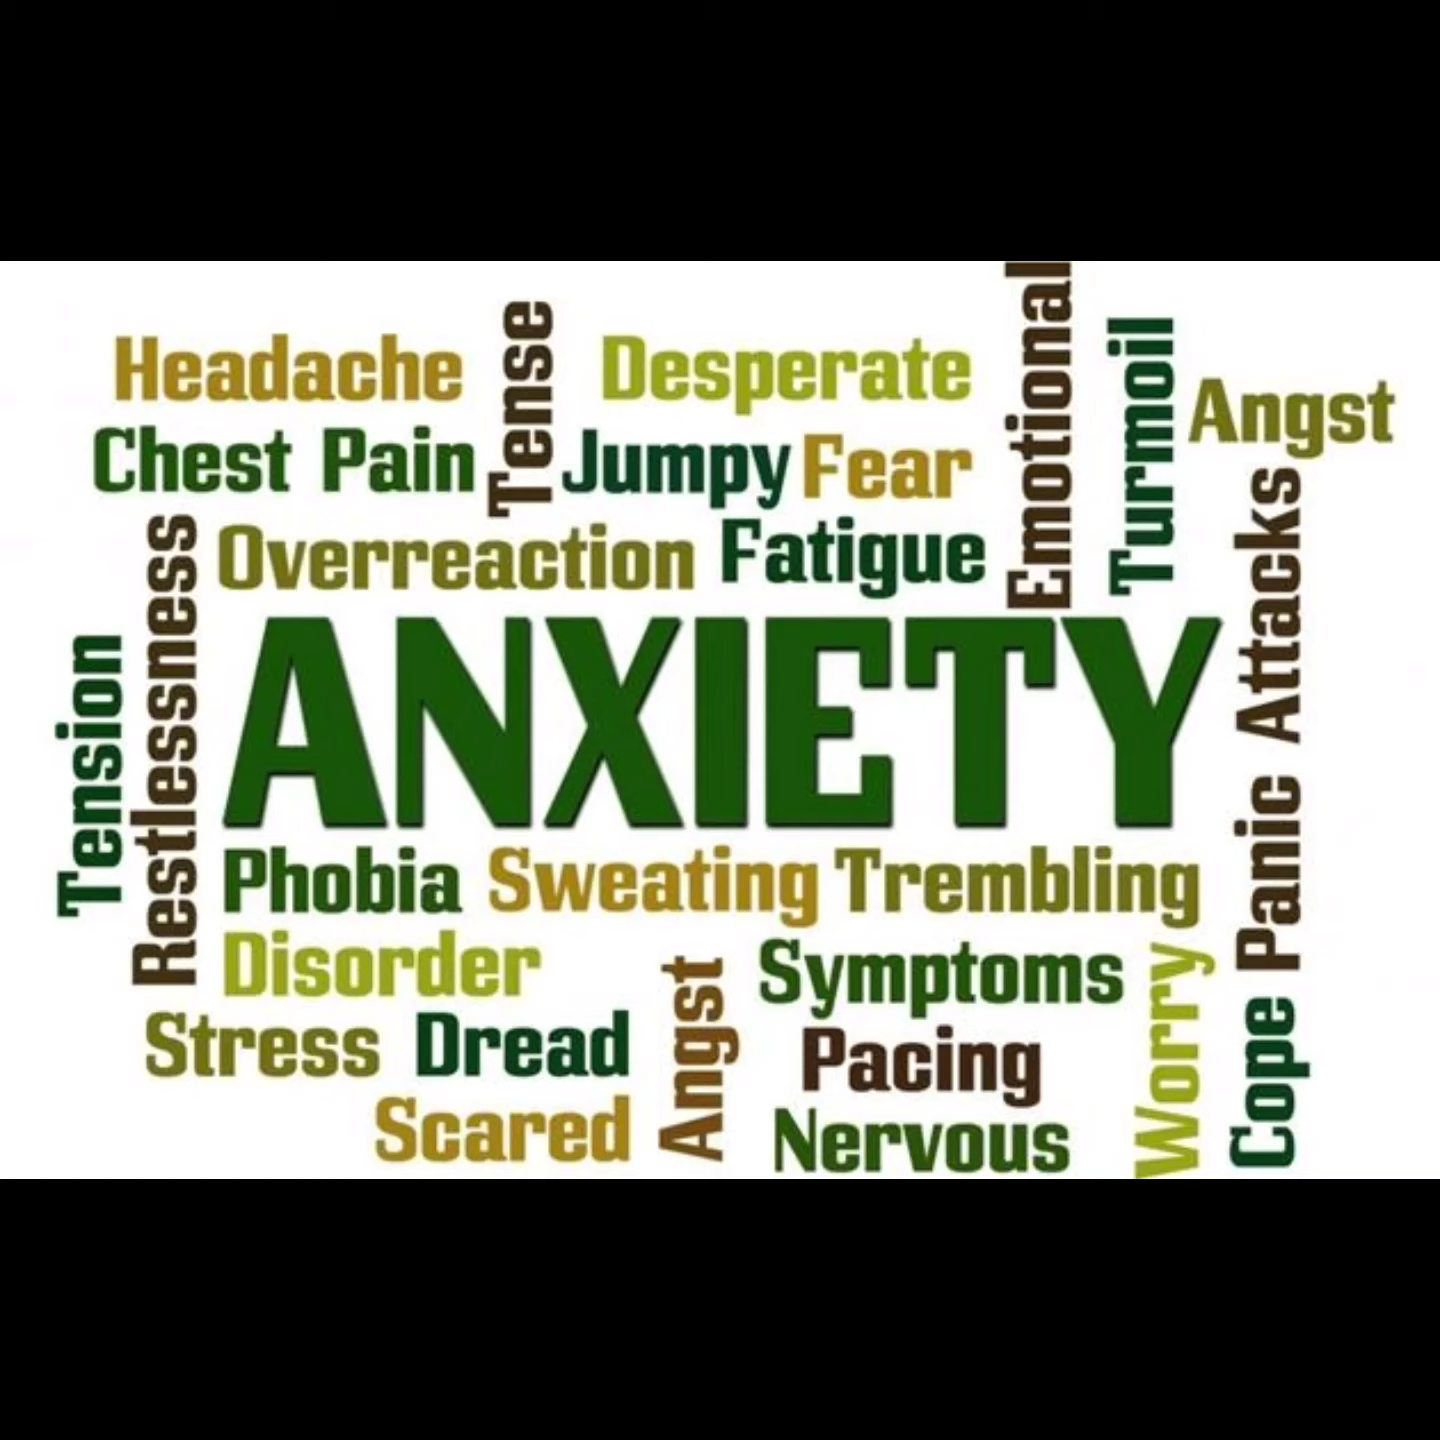 Headache
Tense
Desperate
Emotional
Turmoil
Angst
Chest Pain
Jumpy
Fear
Overreaction
Fatigue
Restlessness
Tension
ANXIETY
Panic Attacks
Phobia
Sweating
Trembling
Disorder
Symptoms
Stress
Dread
Angst
Pacing
Worry
Cope
Scared
Nervous